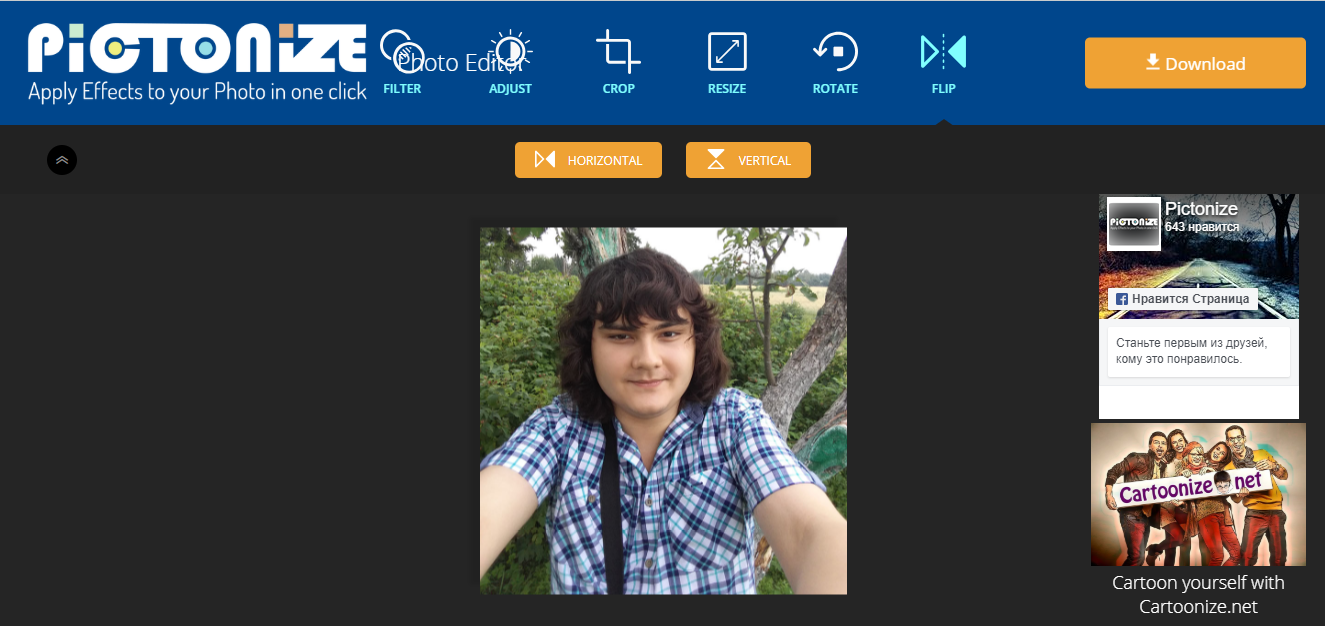 PICTONIZE
Apply Effects to your Photo in one click
Photo Editor
FILTER
ADJUST
CROP
RESIZE
ROTATE
FLIP
Download
HORIZONTAL
VERTICAL
PICTONIZE
Pictonize
643 нравится
Нравится Страница
Станьте первым из друзей,
кому это понравилось.
Cartoonize net
Cartoon yourself with
Cartoonize.net